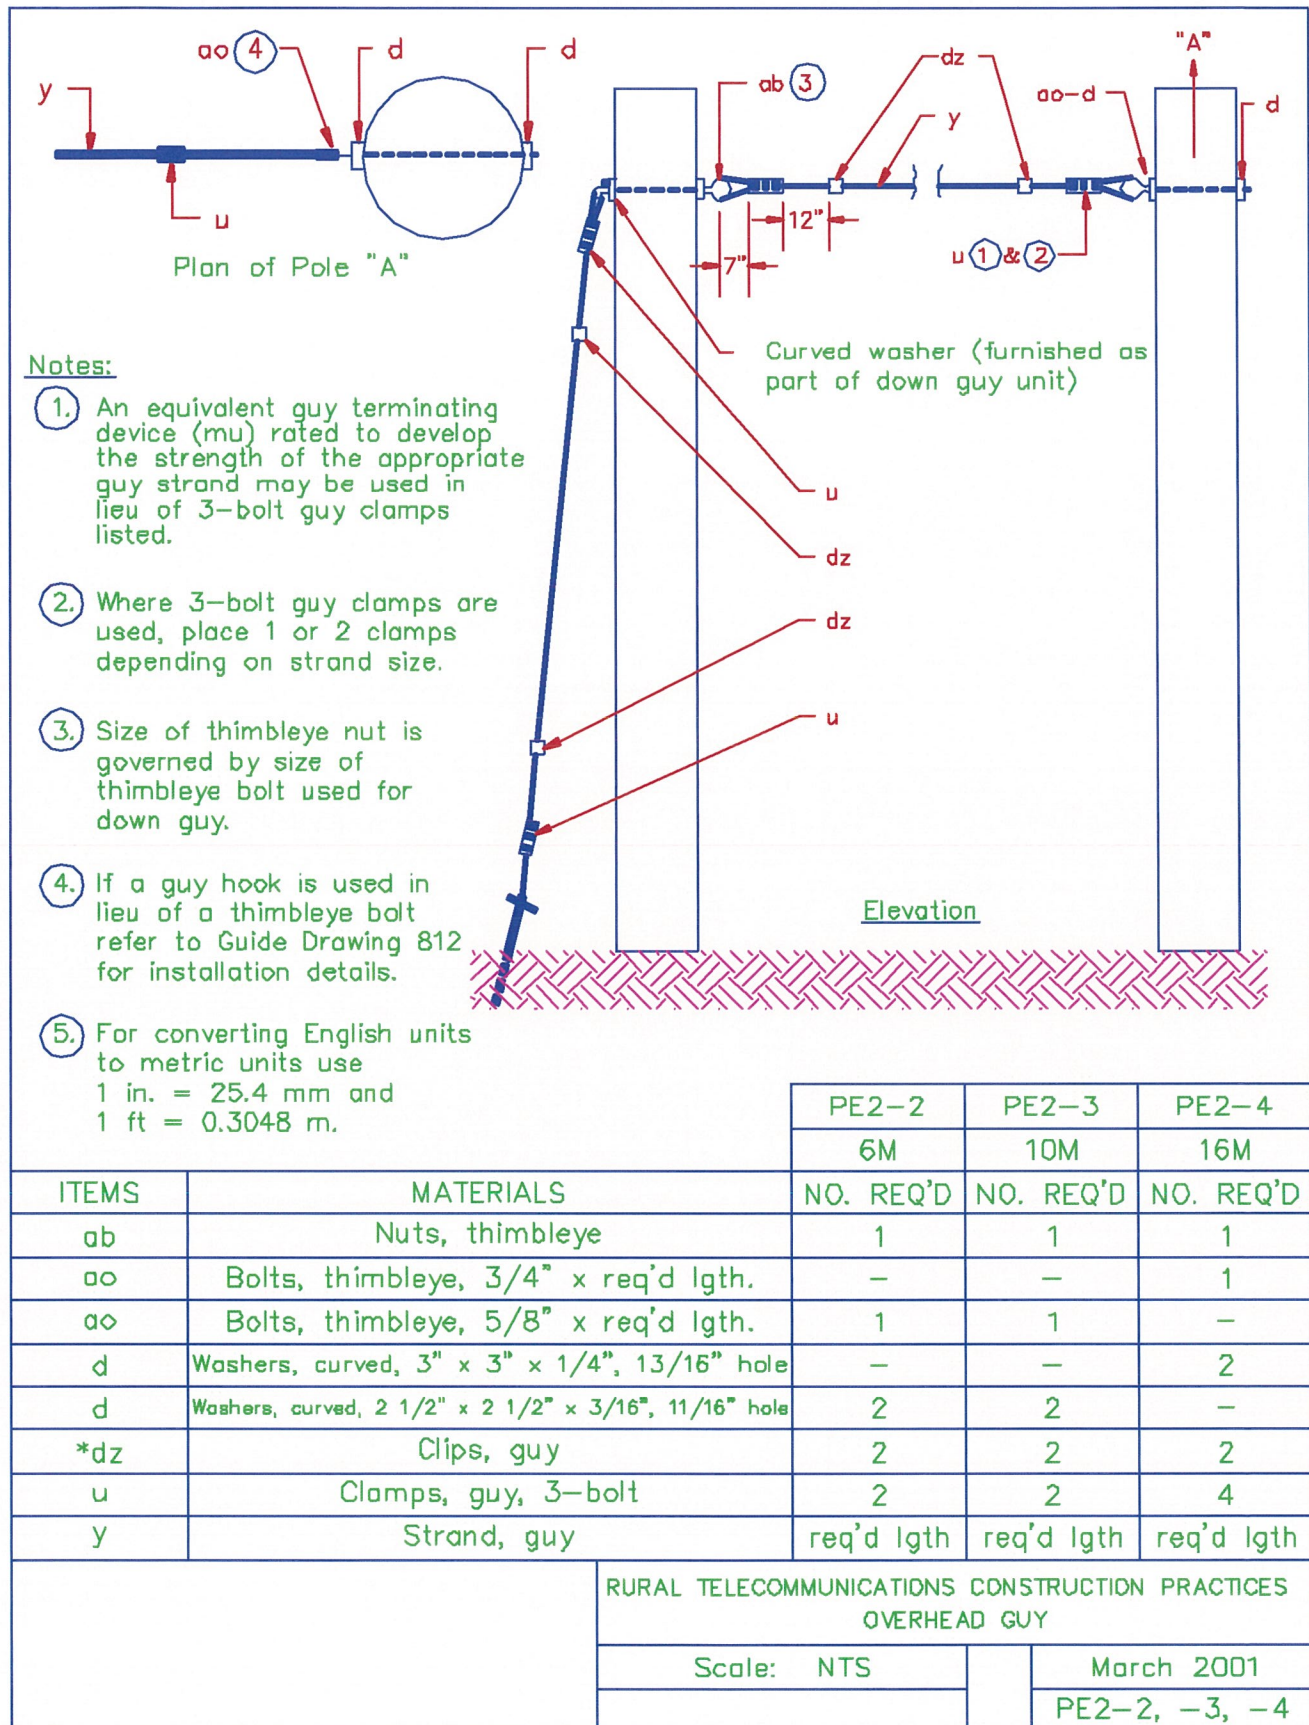 ao 4
d
d
y
u
Plan of Pole "A"
ab 3
dz
y
ao-d
"A"
d
12"
7"
u 1 & 2
Curved washer (furnished as
part of down guy unit)
u
dz
dz
u
Elevation
Notes:
1. An equivalent guy terminating
device (mu) rated to develop
the strength of the appropriate
guy strand may be used in
lieu of 3-bolt guy clamps
listed.
2. Where 3-bolt guy clamps are
used, place 1 or 2 clamps
depending on strand size.
3. Size of thimbleye nut is
governed by size of
thimbleye bolt used for
down guy.
4. If a guy hook is used in
lieu of a thimbleye bolt
refer to Guide Drawing 812
for installation details.
5. For converting English units
to metric units use
1 in. = 25.4 mm and
1 ft = 0.3048 m.
PE2-2 PE2-3 PE2-4
6M 10M 16M
ITEMS MATERIALS NO. REQ'D NO. REQ'D NO. REQ'D
ab Nuts, thimbleye 1 1 1
ao Bolts, thimbleye, 3/4" x req'd lgth. - - 1
ao Bolts, thimbleye, 5/8" x req'd lgth. 1 1 -
d Washers, curved, 3" x 3" x 1/4", 13/16" hole - - 2
d Washers, curved, 2 1/2" x 2 1/2" x 3/16", 11/16" hole 2 2 -
*dz Clips, guy 2 2 2
u Clamps, guy, 3-bolt 2 2 4
y Strand, guy req'd lgth req'd lgth req'd lgth
RURAL TELECOMMUNICATIONS CONSTRUCTION PRACTICES
OVERHEAD GUY
Scale: NTS March 2001
PE2-2, -3, -4